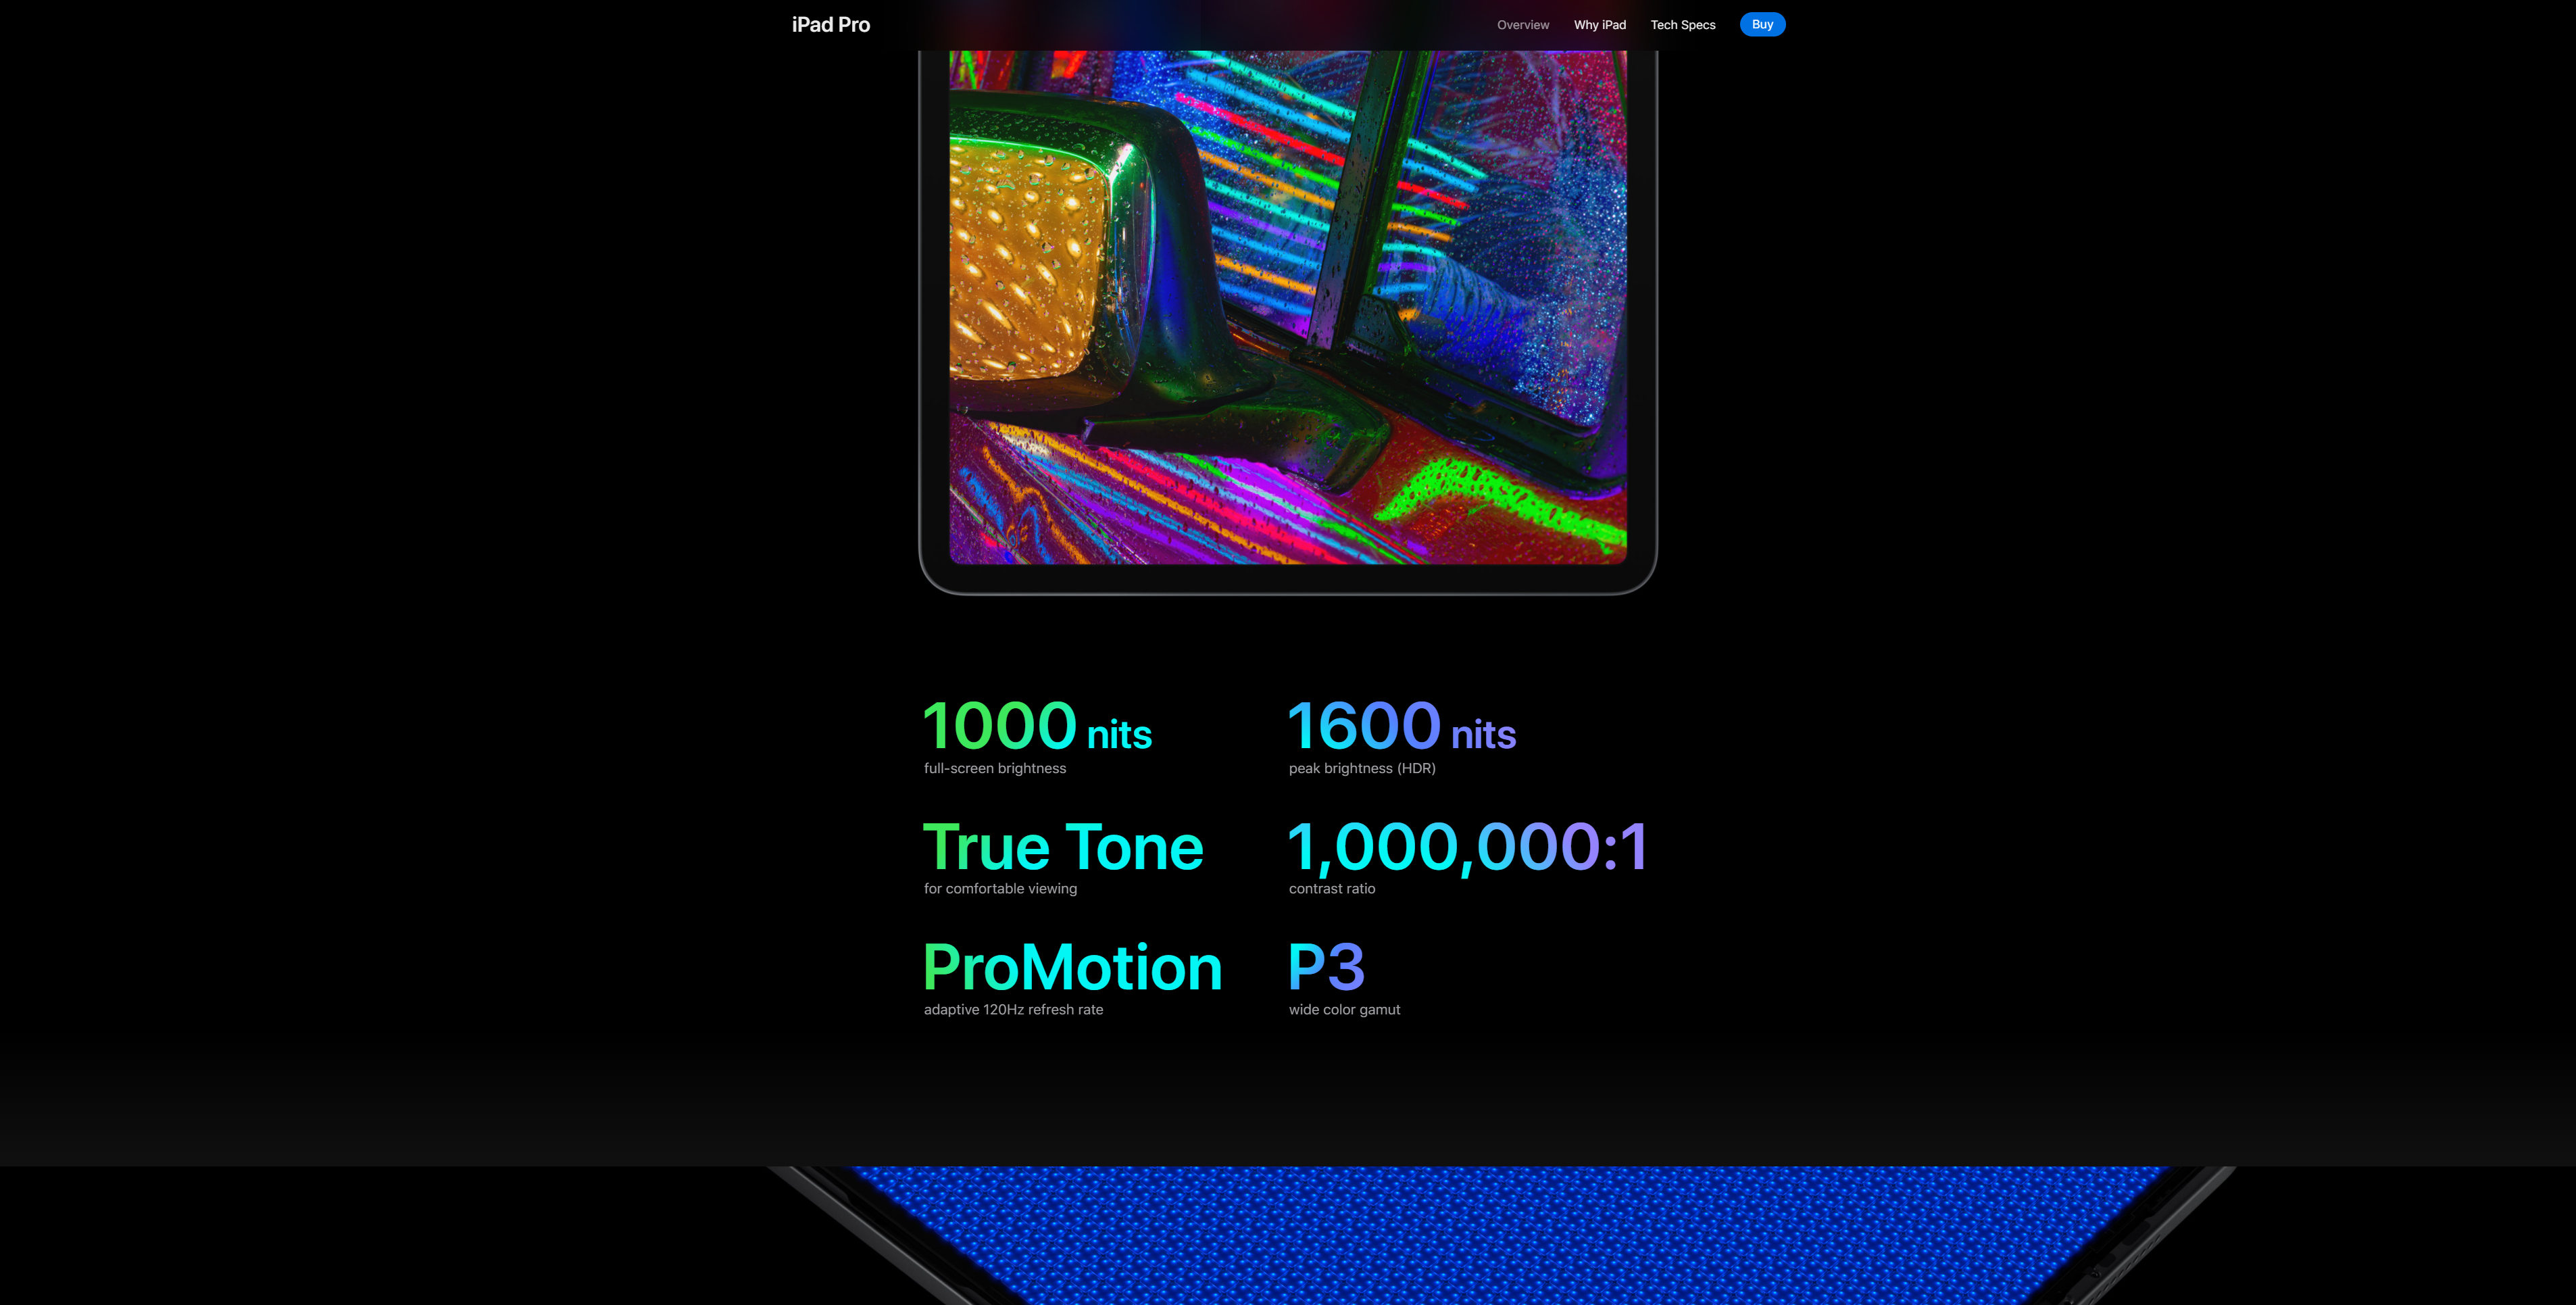 iPad Pro
Overview Why iPad Tech Specs Buy
1000 nits
full-screen brightness
1600 nits
peak brightness (HDR)
True Tone
for comfortable viewing
1,000,000:1
contrast ratio
ProMotion
adaptive 120Hz refresh rate
P3
wide color gamut